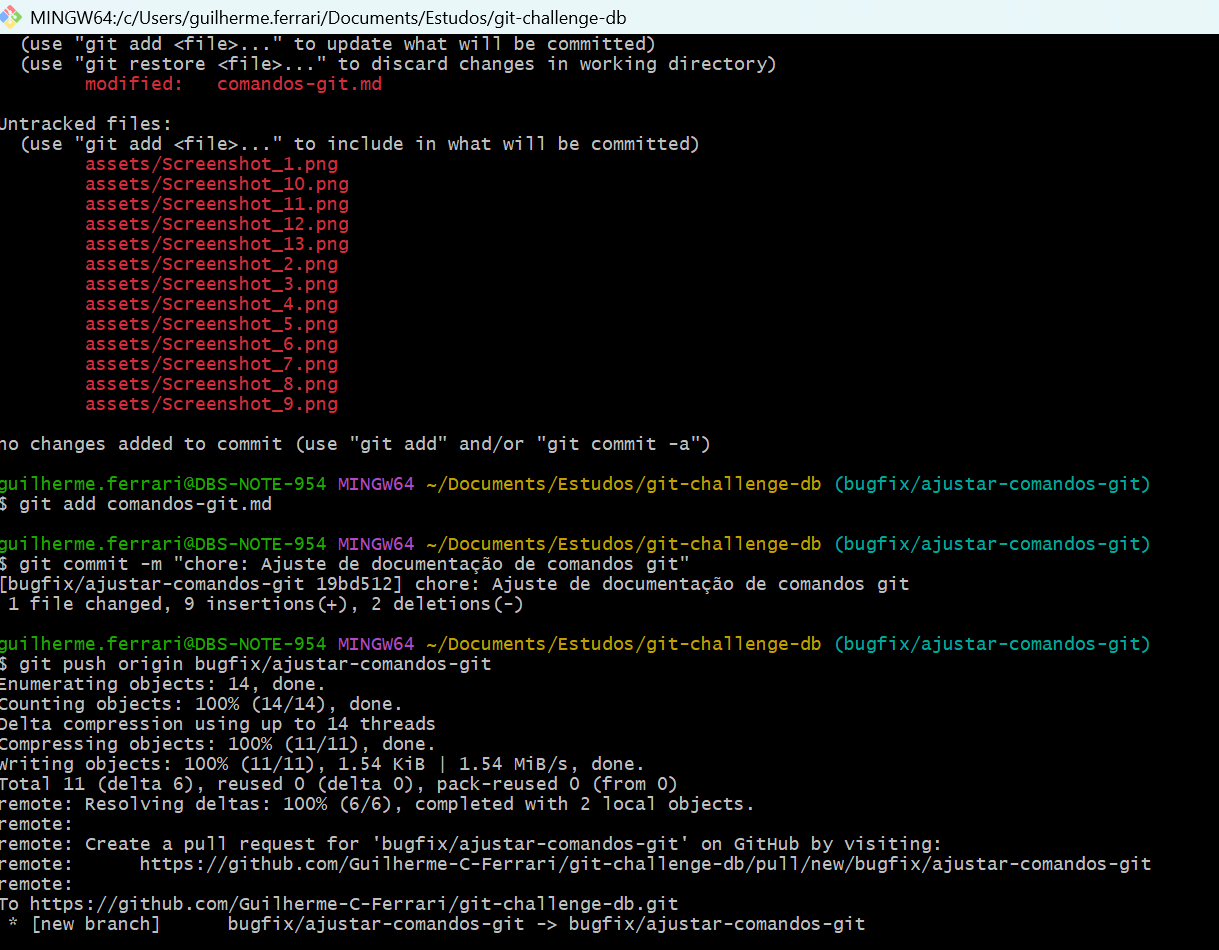 MINGW64:/c/Users/guilherme.ferrari/Documents/Estudos/git-challenge-db
(use "git add <file>..." to update what will be committed)
(use "git restore <file>..." to discard changes in working directory)
modified:   comandos-git.md
Untracked files:
(use "git add <file>..." to include in what will be committed)
assets/Screenshot_1.png
assets/Screenshot_10.png
assets/Screenshot_11.png
assets/Screenshot_12.png
assets/Screenshot_13.png
assets/Screenshot_2.png
assets/Screenshot_3.png
assets/Screenshot_4.png
assets/Screenshot_5.png
assets/Screenshot_6.png
assets/Screenshot_7.png
assets/Screenshot_8.png
assets/Screenshot_9.png
no changes added to commit (use "git add" and/or "git commit -a")
guilherme.ferrari@DBS-NOTE-954 MINGW64 ~/Documents/Estudos/git-challenge-db (bugfix/ajustar-comandos-git)
$ git add comandos-git.md
guilherme.ferrari@DBS-NOTE-954 MINGW64 ~/Documents/Estudos/git-challenge-db (bugfix/ajustar-comandos-git)
$ git commit -m "chore: Ajuste de documentação de comandos git"
[bugfix/ajustar-comandos-git 19bd512] chore: Ajuste de documentação de comandos git
1 file changed, 9 insertions(+), 2 deletions(-)
guilherme.ferrari@DBS-NOTE-954 MINGW64 ~/Documents/Estudos/git-challenge-db (bugfix/ajustar-comandos-git)
$ git push origin bugfix/ajustar-comandos-git
Enumerating objects: 14, done.
Counting objects: 100% (14/14), done.
Delta compression using up to 14 threads
Compressing objects: 100% (11/11), done.
Writing objects: 100% (11/11), 1.54 KiB | 1.54 MiB/s, done.
Total 11 (delta 6), reused 0 (delta 0), pack-reused 0 (from 0)
remote: Resolving deltas: 100% (6/6), completed with 2 local objects.
remote:
remote: Create a pull request for 'bugfix/ajustar-comandos-git' on GitHub by visiting:
remote:      https://github.com/Guilherme-C-Ferrari/git-challenge-db/pull/new/bugfix/ajustar-comandos-git
remote:
To https://github.com/Guilherme-C-Ferrari/git-challenge-db.git
* [new branch]      bugfix/ajustar-comandos-git -> bugfix/ajustar-comandos-git